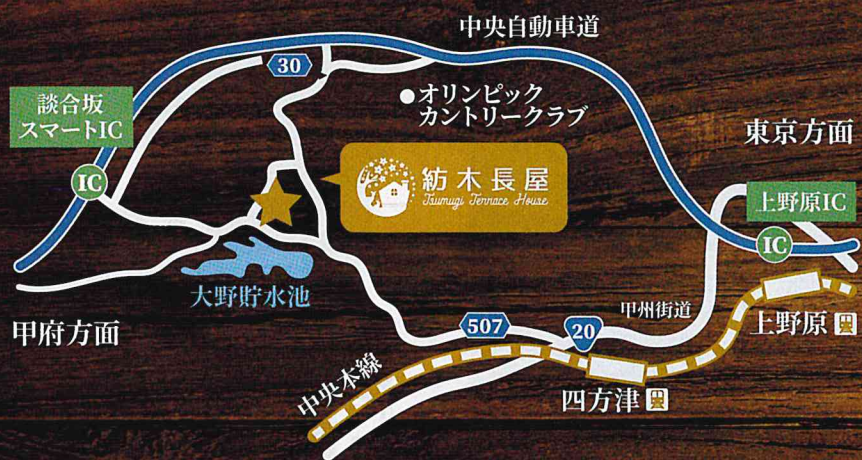 中央自動車道
30
談合坂
スマートIC
オリンピック
カントリークラブ
東京方面
IC
紡木長屋
Tsumugi Terrace House
上野原IC
IC
大野貯水池
甲府方面
507
20
甲州街道
上野原
中央本線
四方津